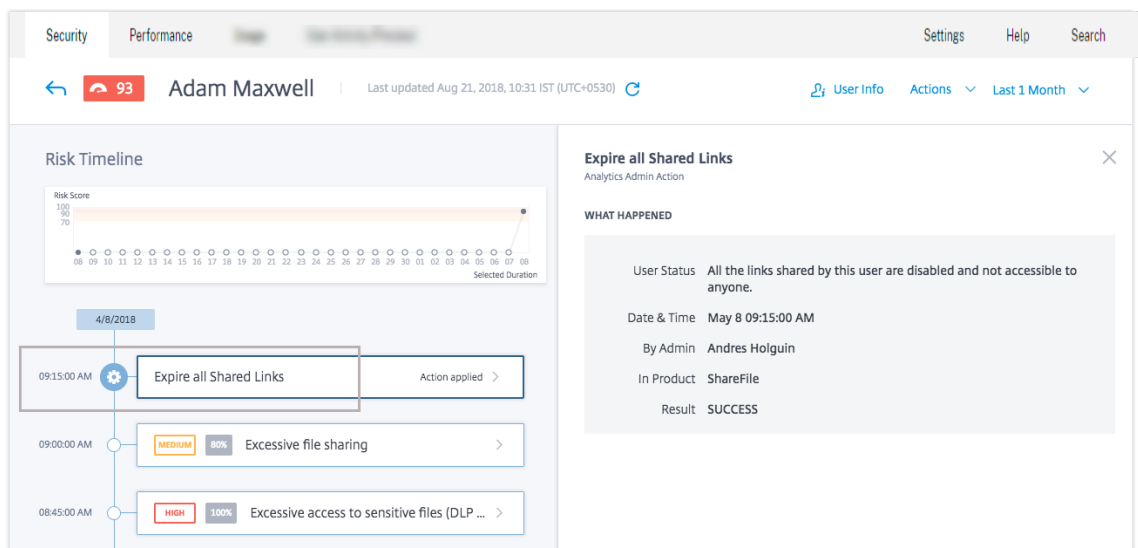 Security Performance
Settings Help Search
93 Adam Maxwell Last updated Aug 21, 2018, 10:31 IST (UTC+0530) User Info Actions Last 1 Month
Risk Timeline
Risk Score
100
90
70
08 09 10 11 12 13 14 15 16 17 18 19 20 21 22 23 24 25 26 27 28 29 30 01 02 03 04 05 06 07 08
Selected Duration
4/8/2018
09:15:00 AM Expire all Shared Links Action applied
09:00:00 AM MEDIUM 80% Excessive file sharing
08:45:00 AM HIGH 100% Excessive access to sensitive files (DLP ...
Expire all Shared Links
Analytics Admin Action
WHAT HAPPENED
User Status All the links shared by this user are disabled and not accessible to
anyone.
Date & Time May 8 09:15:00 AM
By Admin Andres Holguin
In Product ShareFile
Result SUCCESS